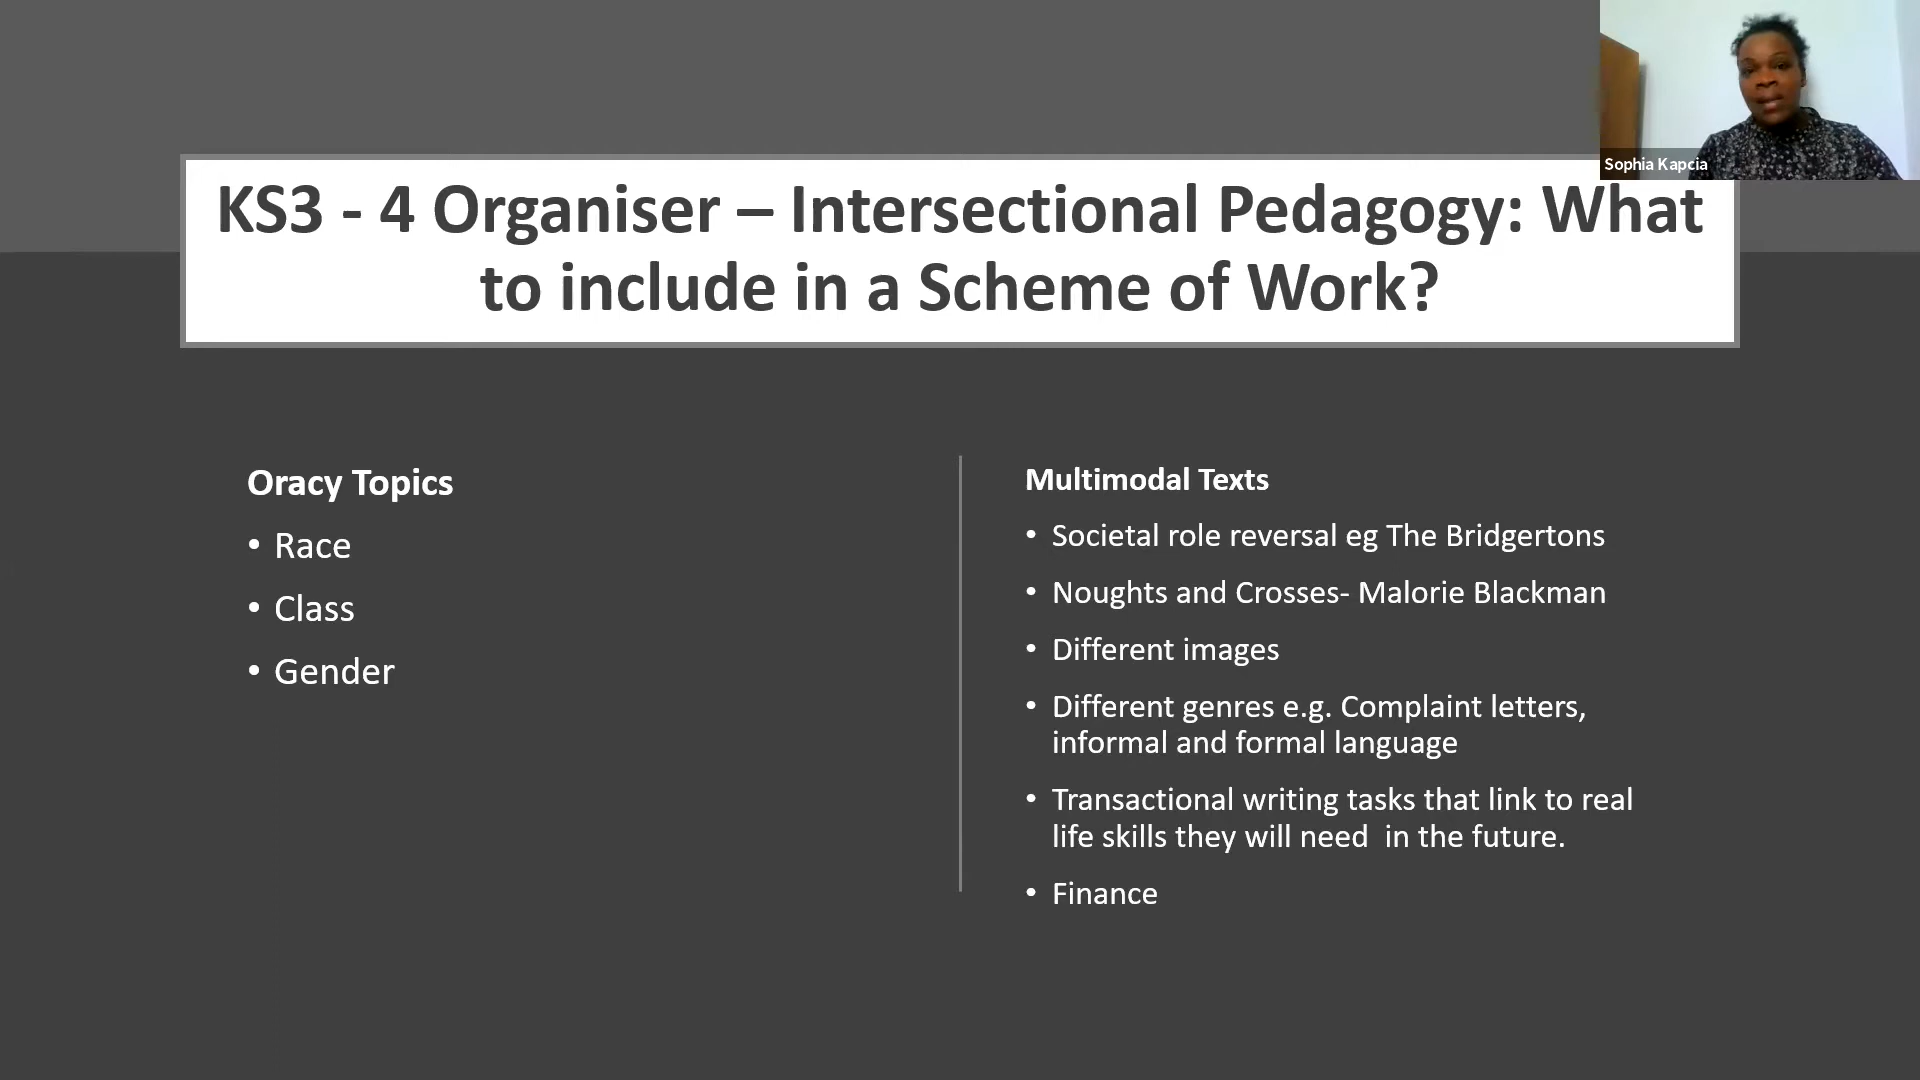 Sophia Kapcia
KS3 - 4 Organiser – Intersectional Pedagogy: What
to include in a Scheme of Work?
Oracy Topics
• Race
• Class
• Gender
Multimodal Texts
• Societal role reversal eg The Bridgertons
• Noughts and Crosses- Malorie Blackman
• Different images
• Different genres e.g. Complaint letters,
informal and formal language
• Transactional writing tasks that link to real
life skills they will need  in the future.
• Finance